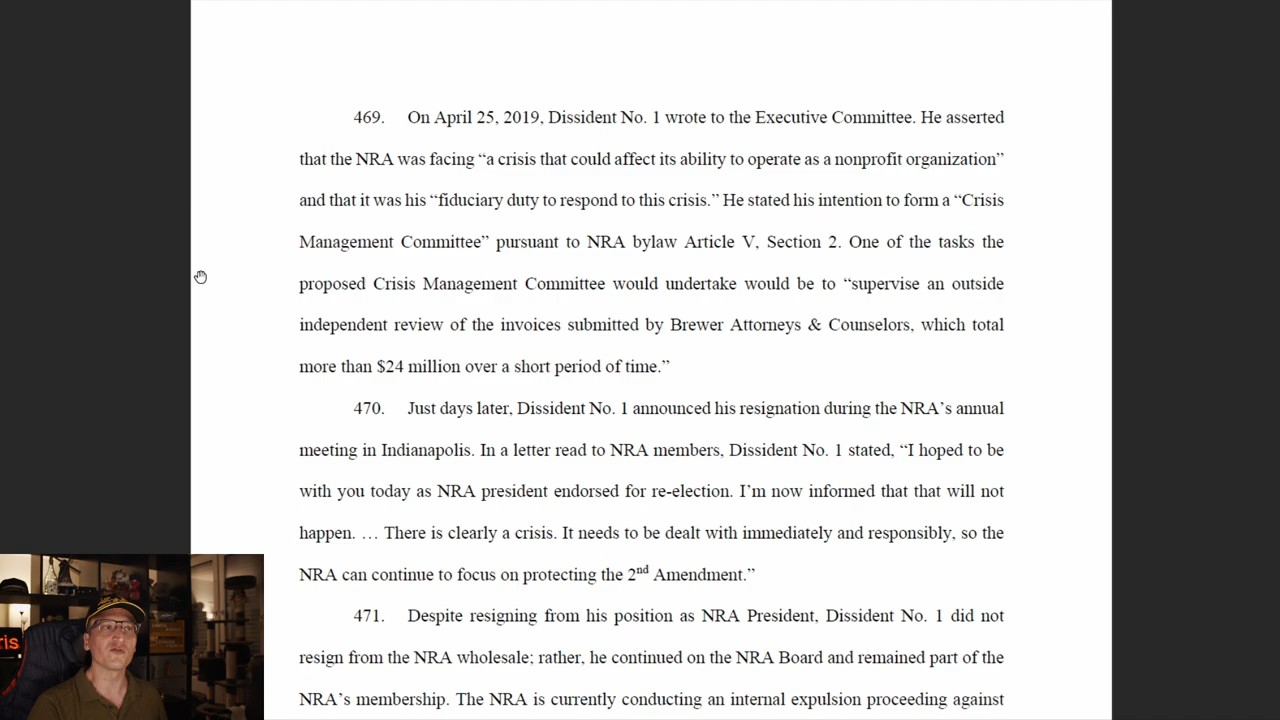 469. On April 25, 2019, Dissident No. 1 wrote to the Executive Committee. He asserted
that the NRA was facing “a crisis that could affect its ability to operate as a nonprofit organization”
and that it was his “fiduciary duty to respond to this crisis.” He stated his intention to form a “Crisis
Management Committee” pursuant to NRA bylaw Article V, Section 2. One of the tasks the
proposed Crisis Management Committee would undertake would be to “supervise an outside
independent review of the invoices submitted by Brewer Attorneys & Counselors, which total
more than $24 million over a short period of time.”
470. Just days later, Dissident No. 1 announced his resignation during the NRA’s annual
meeting in Indianapolis. In a letter read to NRA members, Dissident No. 1 stated, “I hoped to be
with you today as NRA president endorsed for re-election. I’m now informed that that will not
happen. … There is clearly a crisis. It needs to be dealt with immediately and responsibly, so the
NRA can continue to focus on protecting the 2nd Amendment.”
471. Despite resigning from his position as NRA President, Dissident No. 1 did not
resign from the NRA wholesale; rather, he continued on the NRA Board and remained part of the
NRA’s membership. The NRA is currently conducting an internal expulsion proceeding against
ris